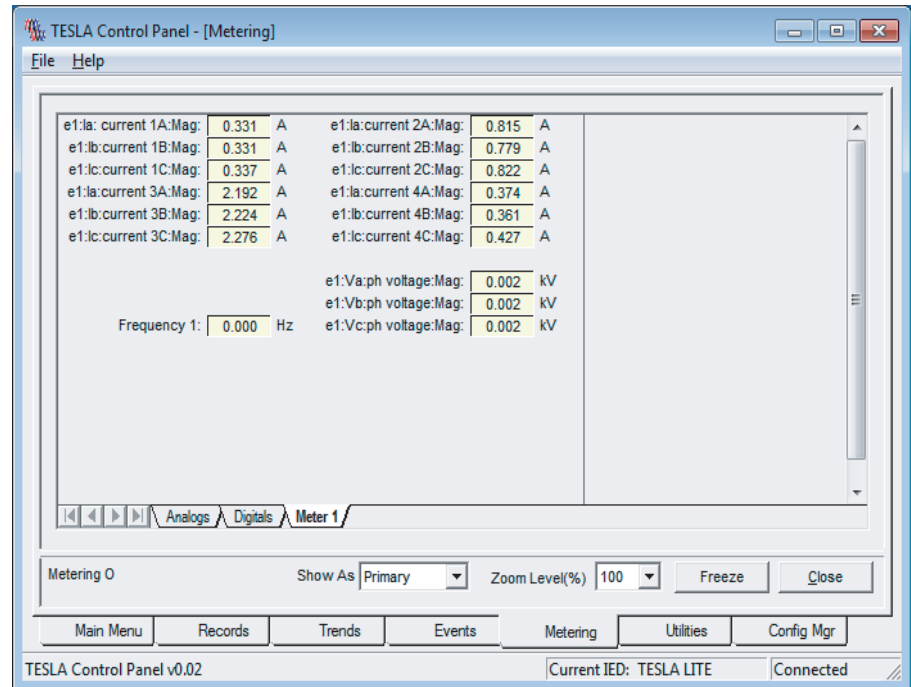 TESLA Control Panel - [Metering]
File Help
e1:Ia: current 1A:Mag: 0.331 A e1:Ia:current 2A:Mag: 0.815 A
e1:Ib:current 1B:Mag: 0.331 A e1:Ib:current 2B:Mag: 0.779 A
e1:Ic:current 1C:Mag: 0.337 A e1:Ic:current 2C:Mag: 0.822 A
e1:Ia:current 3A:Mag: 2.192 A e1:Ia:current 4A:Mag: 0.374 A
e1:Ib:current 3B:Mag: 2.224 A e1:Ib:current 4B:Mag: 0.361 A
e1:Ic:current 3C:Mag: 2.276 A e1:Ic:current 4C:Mag: 0.427 A
e1:Va:ph voltage:Mag: 0.002 kV
e1:Vb:ph voltage:Mag: 0.002 kV
Frequency 1: 0.000 Hz e1:Vc:ph voltage:Mag: 0.002 kV
Analogs Digitals Meter 1
Metering O Show As Primary Zoom Level(%) 100 Freeze Close
Main Menu Records Trends Events Metering Utilities Config Mgr
TESLA Control Panel v0.02 Current IED: TESLA LITE Connected